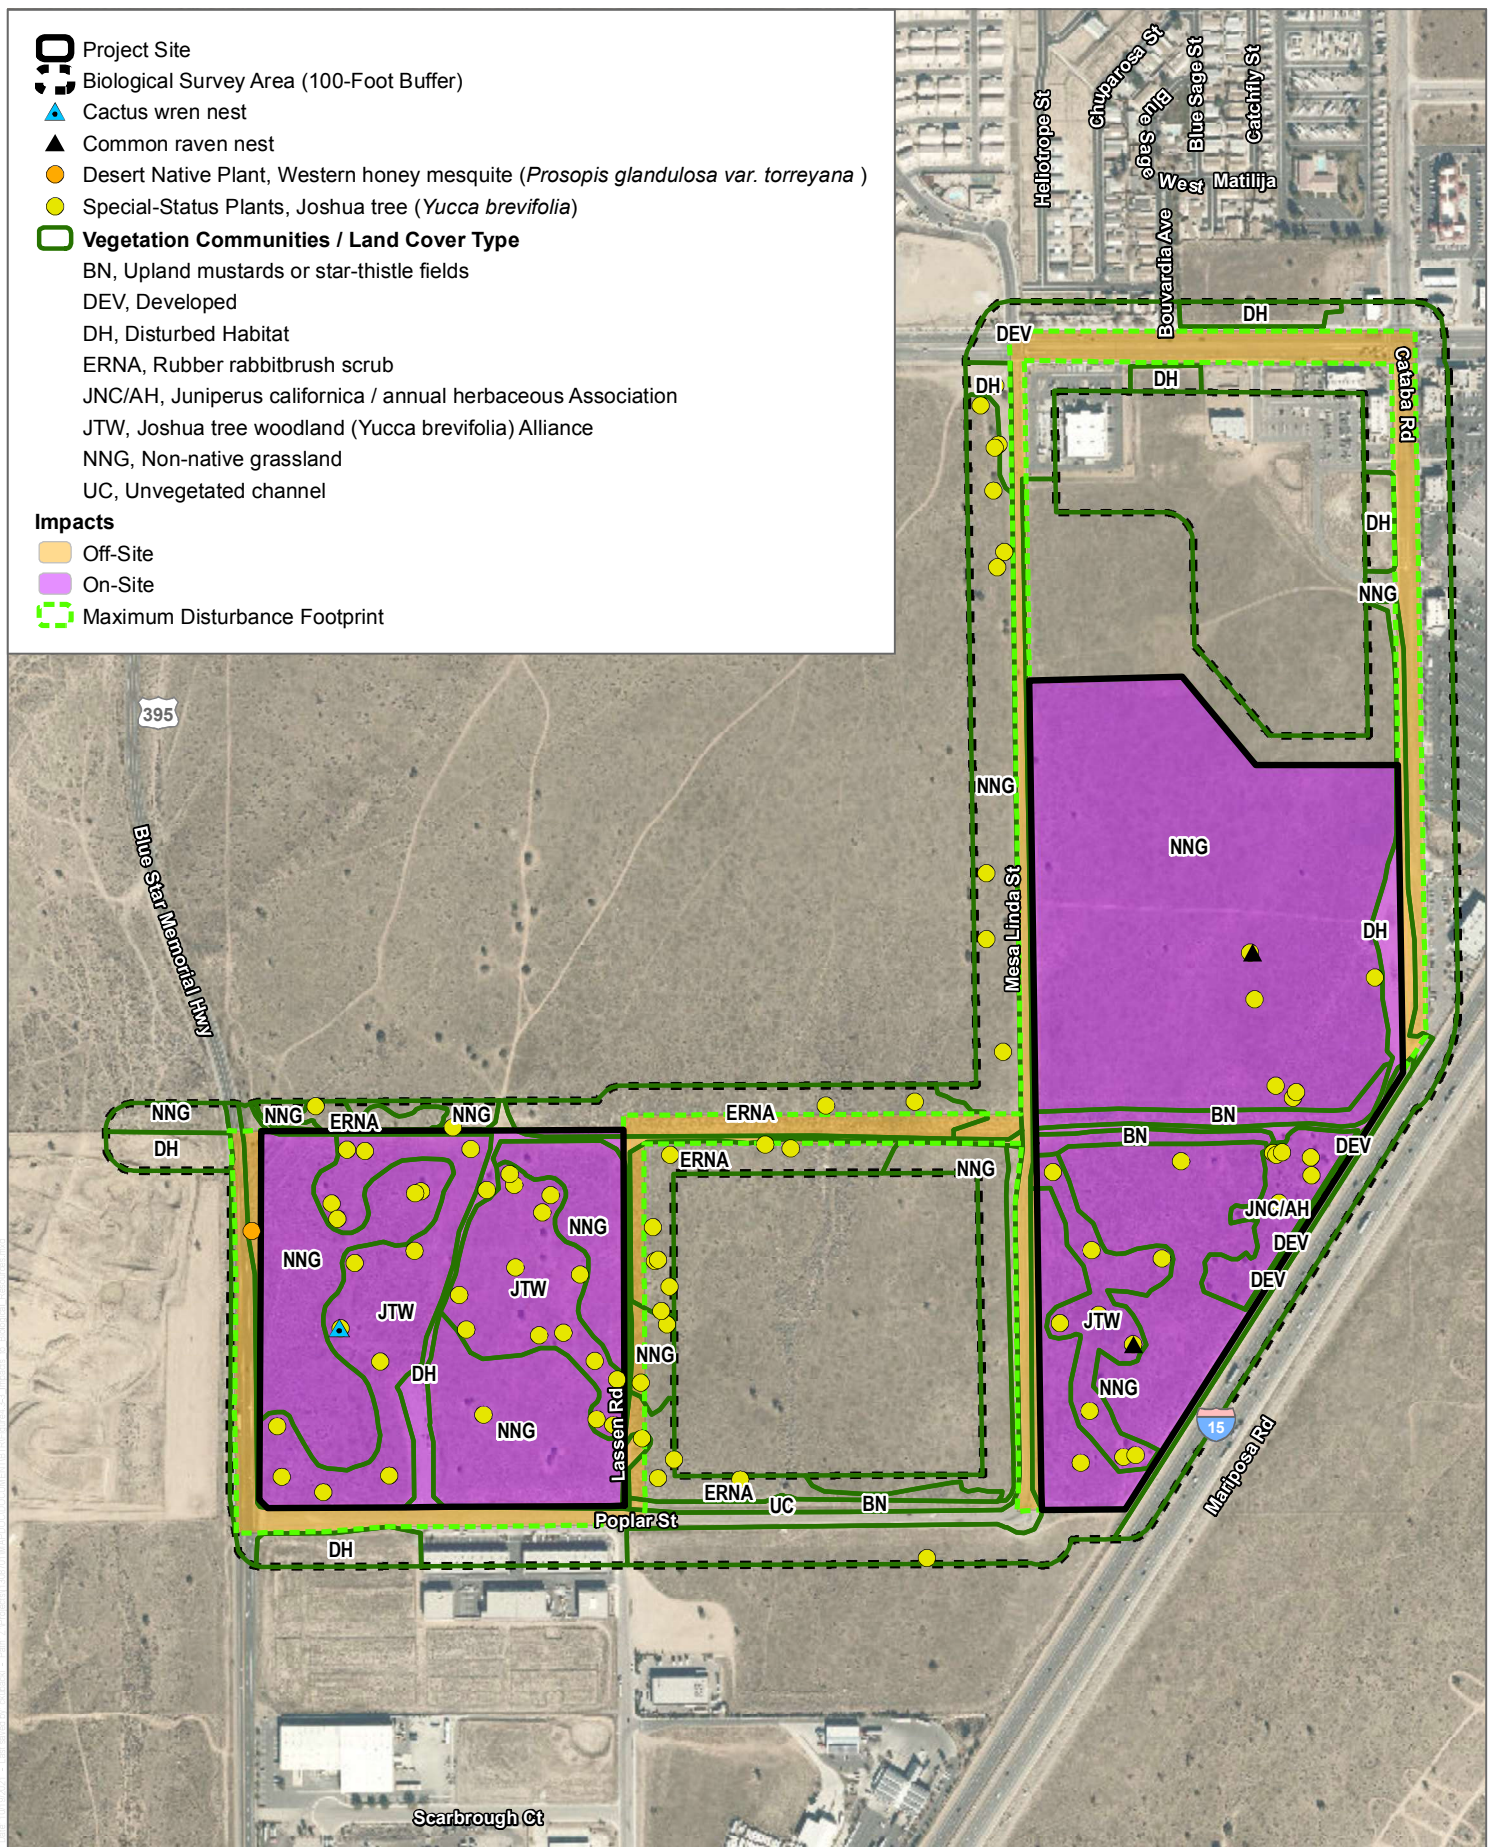 Project Site
Biological Survey Area (100-Foot Buffer)
Cactus wren nest
Common raven nest
Desert Native Plant, Western honey mesquite (Prosopis glandulosa var. torreyana )
Special-Status Plants, Joshua tree (Yucca brevifolia)
Vegetation Communities / Land Cover Type
BN, Upland mustards or star-thistle fields
DEV, Developed
DH, Disturbed Habitat
ERNA, Rubber rabbitbrush scrub
JNC/AH, Juniperus californica / annual herbaceous Association
JTW, Joshua tree woodland (Yucca brevifolia) Alliance
NNG, Non-native grassland
UC, Unvegetated channel
Impacts
Off-Site
On-Site
Maximum Disturbance Footprint
Heliotrope St
Chuparosa St
Blue Sage
Blue Sage St
Catchfly St
West Matilija
Bouvardia Ave
DH
DEV
DH
DH
Cataba Rd
DH
NNG
395
NNG
NNG
Mesa Linda St
DH
Blue Star Memorial Hwy
NNG
NNG
ERNA
NNG
ERNA
BN
BN
DEV
DH
ERNA
NNG
JNC/AH
NNG
NNG
DEV
DEV
JTW
JTW
JTW
NNG
DH
NNG
NNG
Lassen Rd
15
Mariposa Rd
ERNA
UC
BN
Poplar St
DH
Scarbrough Ct